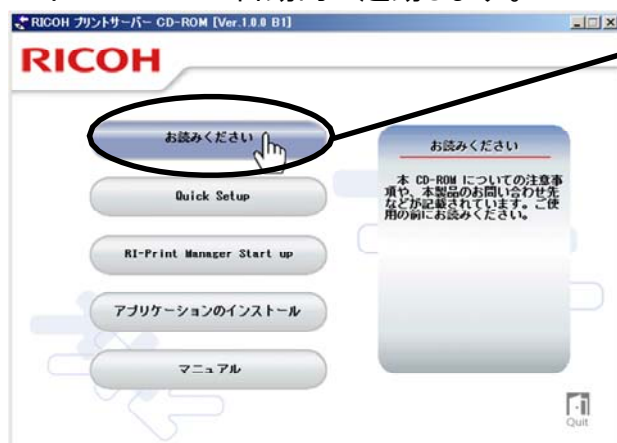 RICOH プリントサーバー CD-ROM [Ver.1.0.0 B1]
RICOH
お読みください
Quick Setup
RI-Print Manager Start up
アプリケーションのインストール
マニュアル
お読みください
本 CD-ROM についての注意事
項や、本製品のお問い合わせ先
などが記載されています。ご使
用の前にお読みください。
Quit